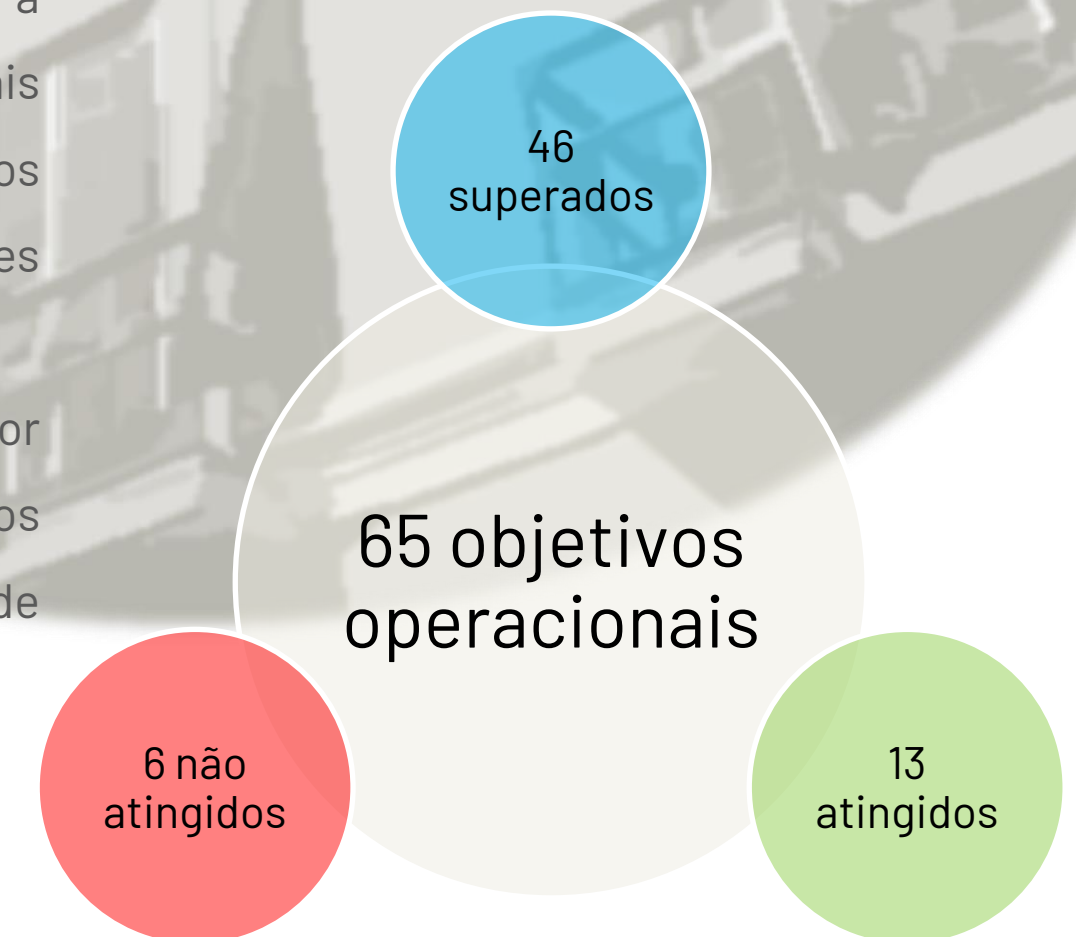 46
superados
65 objetivos
operacionais
6 não
atingidos
13
atingidos